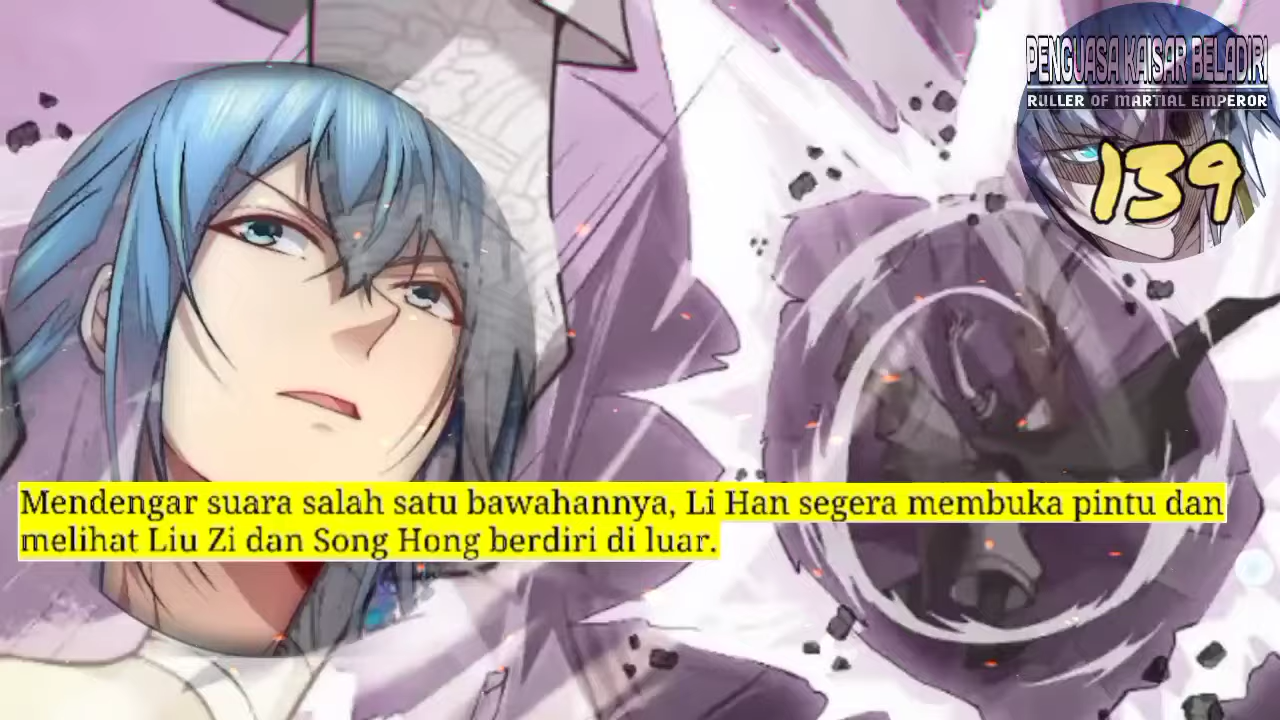 PENGUASA KAISAR BELADIRI
RULLER OF MARTIAL EMPEROR
139
Mendengar suara salah satu bawahannya, Li Han segera membuka pintu dan
melihat Liu Zi dan Song Hong berdiri di luar.